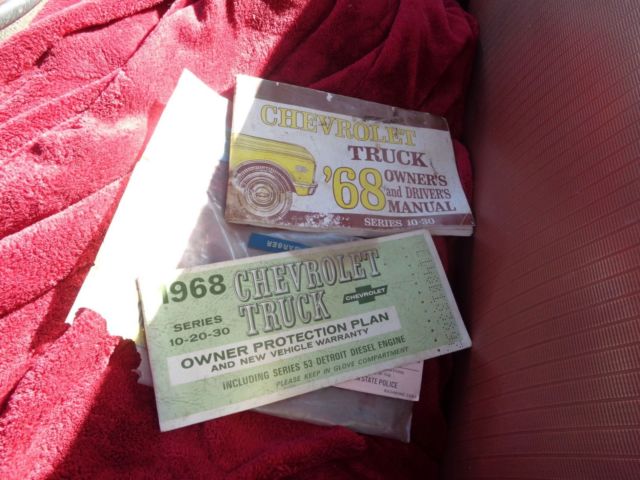 CHEVROLET
TRUCK
'68 OWNER'S
and DRIVER'S
MANUAL
SERIES 10-30
1968 CHEVROLET
TRUCK
CHEVROLET
SERIES
10-20-30
OWNER PROTECTION PLAN
AND NEW VEHICLE WARRANTY
INCLUDING SERIES 53 DETROIT DIESEL ENGINE
PLEASE KEEP IN GLOVE COMPARTMENT
STATE POLICE